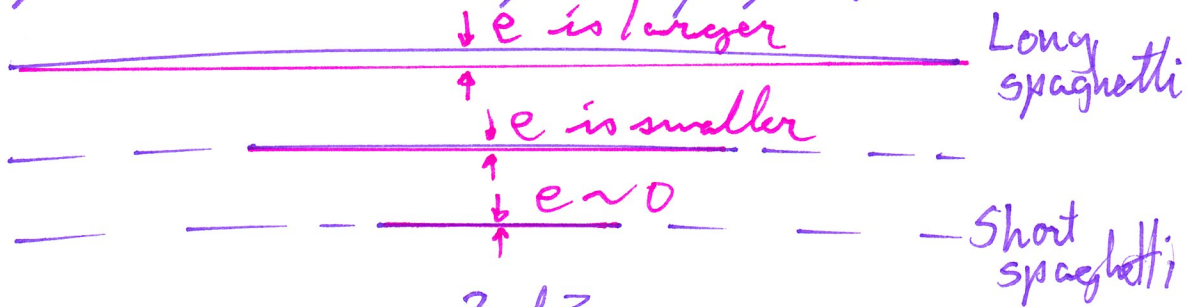 e is larger
Long
spaghetti
e is smaller
e ~ 0
Short
spaghetti